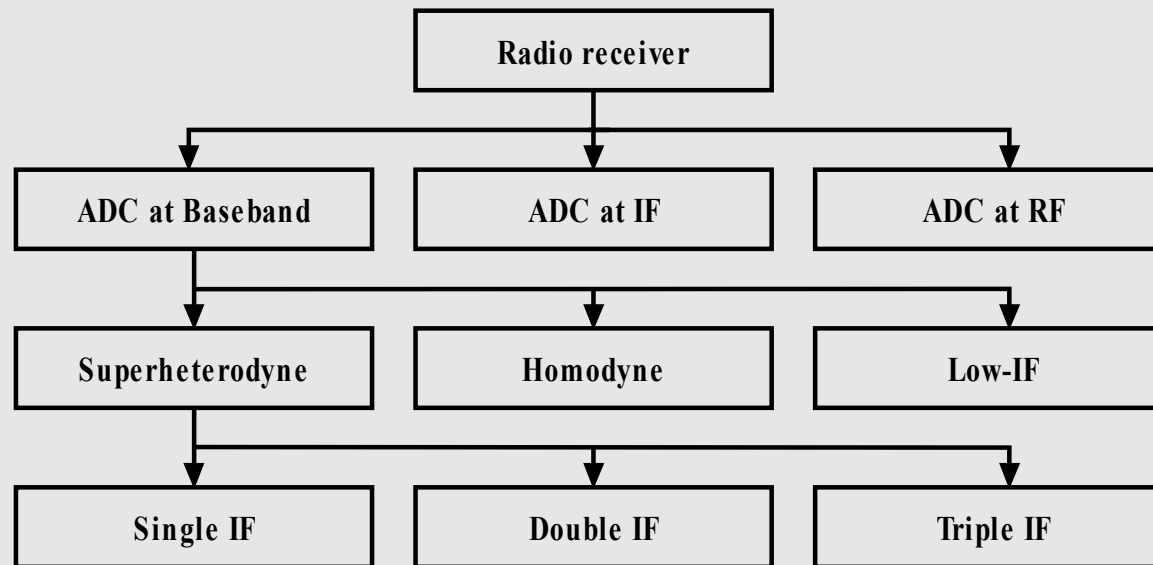 Radio receiver
ADC at Baseband
ADC at IF
ADC at RF
Superheterodyne
Homodyne
Low-IF
Single IF
Double IF
Triple IF